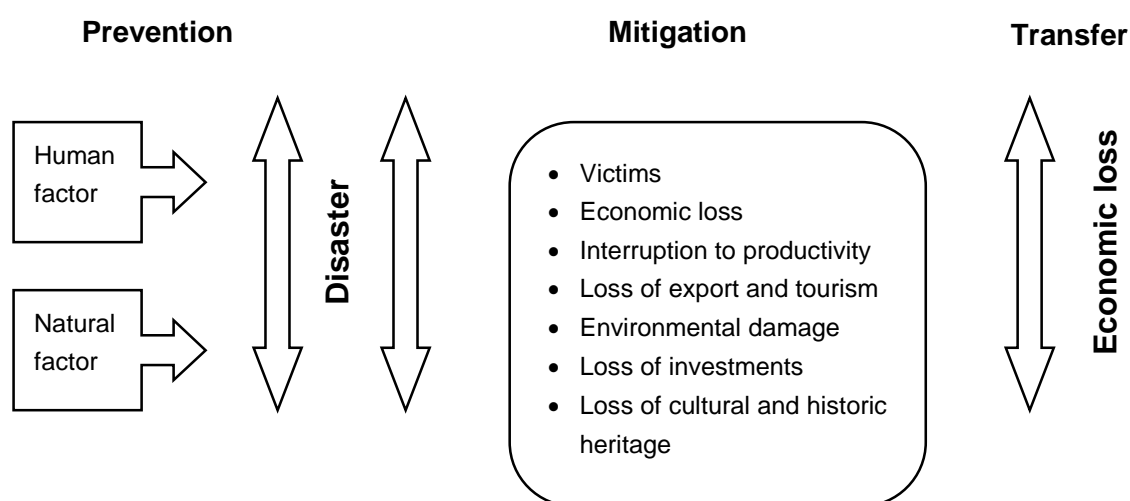 Prevention
Mitigation
Transfer
Human
factor
Natural
factor
Disaster
• Victims
• Economic loss
• Interruption to productivity
• Loss of export and tourism
• Environmental damage
• Loss of investments
• Loss of cultural and historic
heritage
Economic loss